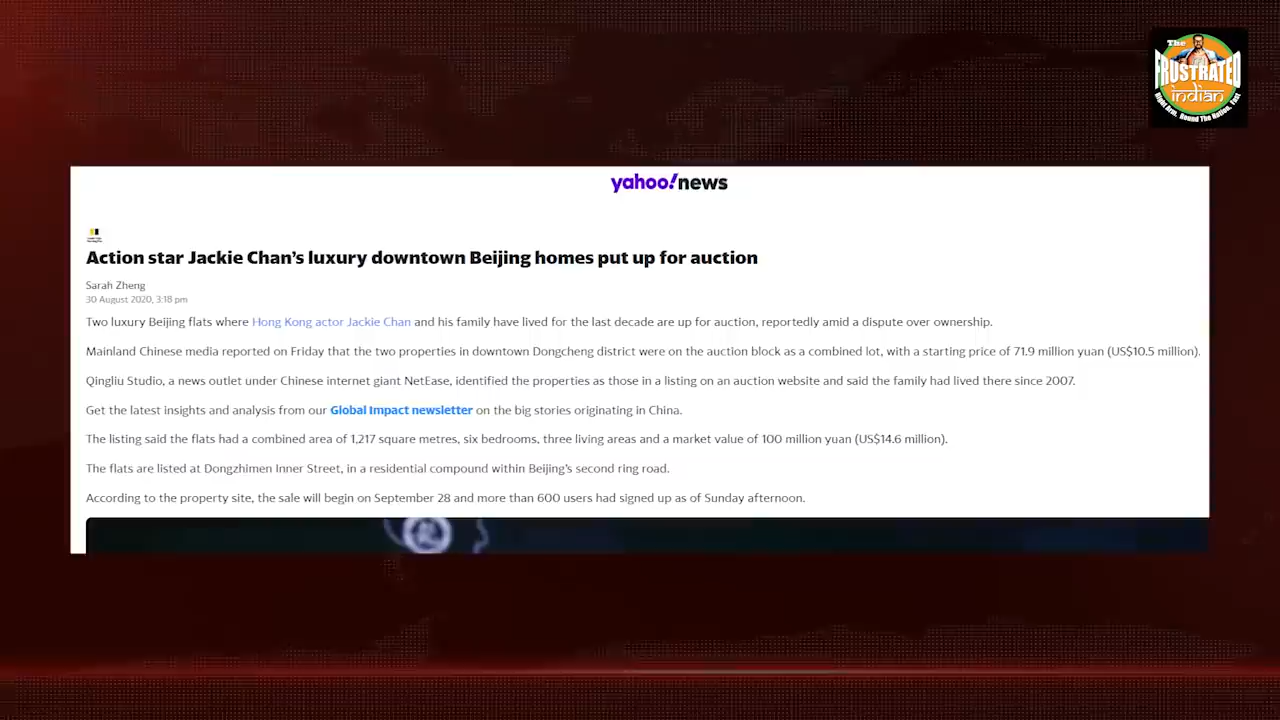 The
FRUSTRATED
indian
Right Arm. Round The Nation. Fast
yahoo!news
Action star Jackie Chan's luxury downtown Beijing homes put up for auction
Sarah Zheng
30 August 2020, 3:18 pm
Two luxury Beijing flats where Hong Kong actor Jackie Chan and his family have lived for the last decade are up for auction, reportedly amid a dispute over ownership.
Mainland Chinese media reported on Friday that the two properties in downtown Dongcheng district were on the auction block as a combined lot, with a starting price of 71.9 million yuan (US$10.5 million).
Qingliu Studio, a news outlet under Chinese internet giant NetEase, identified the properties as those in a listing on an auction website and said the family had lived there since 2007.
Get the latest insights and analysis from our Global Impact newsletter on the big stories originating in China.
The listing said the flats had a combined area of 1,217 square metres, six bedrooms, three living areas and a market value of 100 million yuan (US$14.6 million).
The flats are listed at Dongzhimen Inner Street, in a residential compound within Beijing's second ring road.
According to the property site, the sale will begin on September 28 and more than 600 users had signed up as of Sunday afternoon.